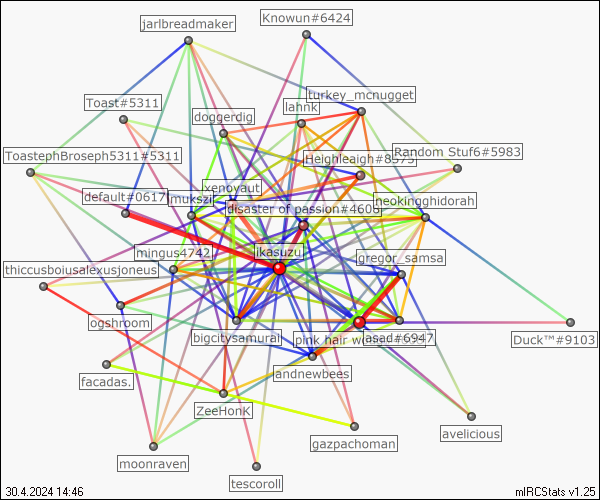 jarlbreadmaker
Knowun#6424
turkey_mcnugget
Toast#5311
lahnk
doggerdig
ToastephBroseph5311#5311
Heighleaigh#8573
Random Stuf6#5983
xenoyaut
default#0617
mukszi
disaster of passion#4605
neokingghidorah
mingus4742
ikasuzu
gregor_samsa
thiccusboiusalexusjoneus
ogshroom
bigcitysamurai
pink hair
asad#6947
Duck™#9103
andnewbees
facadas.
ZeeHonK
avelicious
gazpachoman
moonraven
tescoroll
30.4.2024 14:46
mIRCStats v1.25